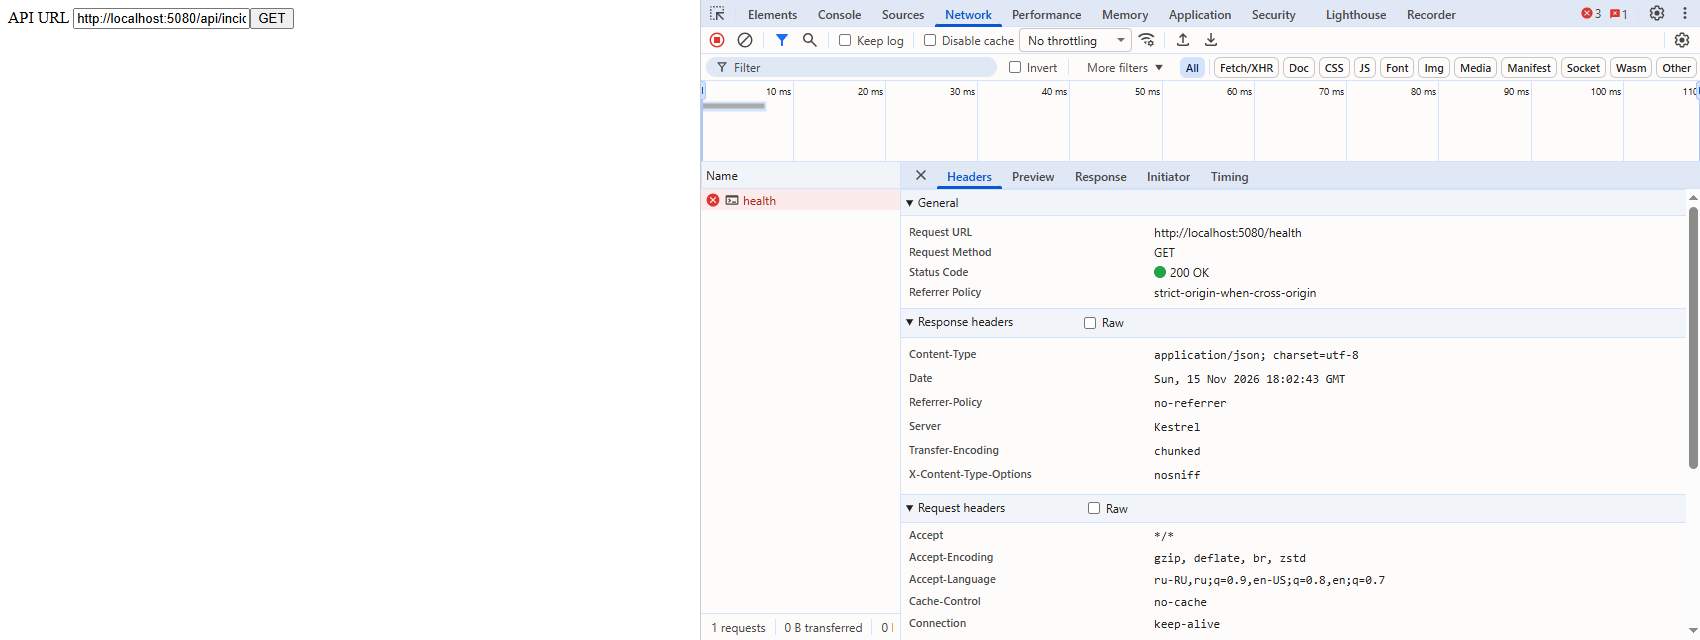 API URL http://localhost:5080/api/incid GET
Elements Console Sources Network Performance Memory Application Security Lighthouse Recorder 3 1
Keep log Disable cache No throttling
Filter Invert More filters All Fetch/XHR Doc CSS JS Font Img Media Manifest Socket Wasm Other
10 ms 20 ms 30 ms 40 ms 50 ms 60 ms 70 ms 80 ms 90 ms 100 ms 110
Name
health
1 requests 0 B transferred 0
Headers Preview Response Initiator Timing
General
Request URL http://localhost:5080/health
Request Method GET
Status Code 200 OK
Referrer Policy strict-origin-when-cross-origin
Response headers Raw
Content-Type application/json; charset=utf-8
Date Sun, 15 Nov 2026 18:02:43 GMT
Referrer-Policy no-referrer
Server Kestrel
Transfer-Encoding chunked
X-Content-Type-Options nosniff
Request headers Raw
Accept */*
Accept-Encoding gzip, deflate, br, zstd
Accept-Language ru-RU,ru;q=0.9,en-US;q=0.8,en;q=0.7
Cache-Control no-cache
Connection keep-alive